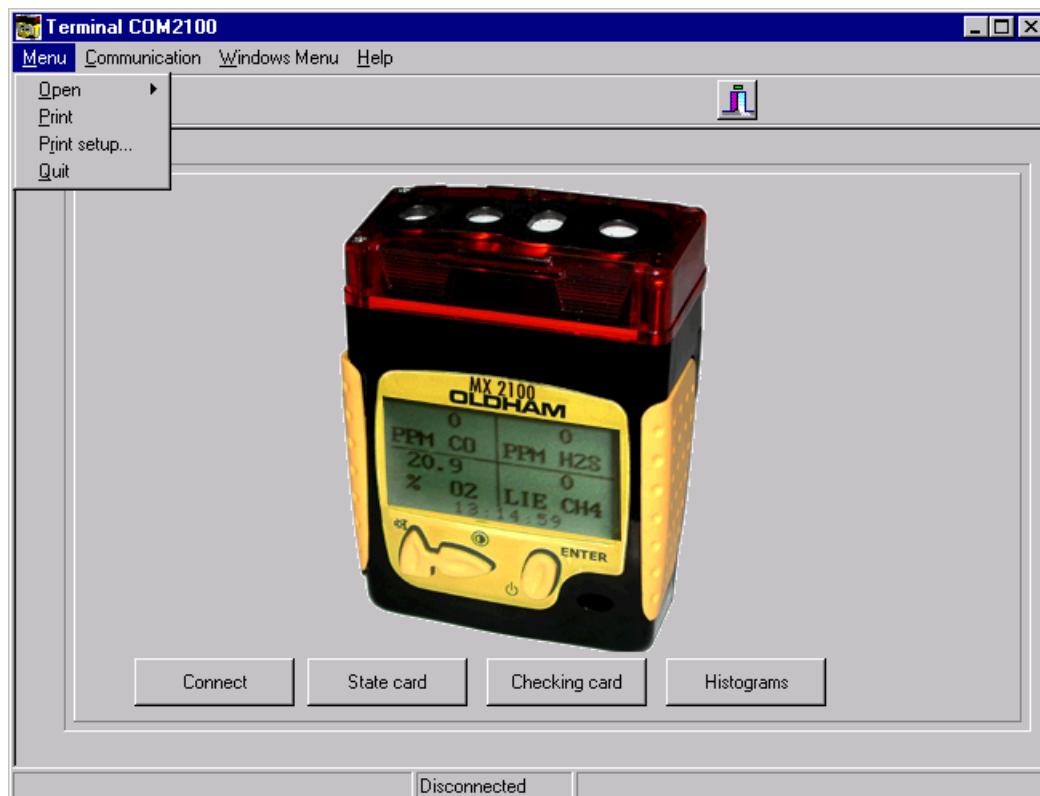 Terminal COM2100
Menu Communication Windows Menu Help
Open
Print
Print setup...
Quit
MX 2100
OLDHAM
0 0
PPM CO PPM H2S
20.9 0
% O2 LIE CH4
13:14:59
ENTER
Connect State card Checking card Histograms
Disconnected